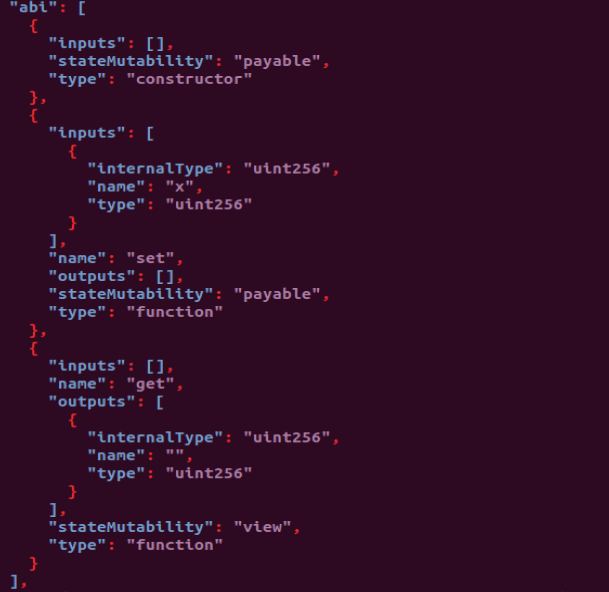 "abi": [
  {
    "inputs": [],
    "stateMutability": "payable",
    "type": "constructor"
  },
  {
    "inputs": [
      {
        "internalType": "uint256",
        "name": "x",
        "type": "uint256"
      }
    ],
    "name": "set",
    "outputs": [],
    "stateMutability": "payable",
    "type": "function"
  },
  {
    "inputs": [],
    "name": "get",
    "outputs": [
      {
        "internalType": "uint256",
        "name": "",
        "type": "uint256"
      }
    ],
    "stateMutability": "view",
    "type": "function"
  }
],